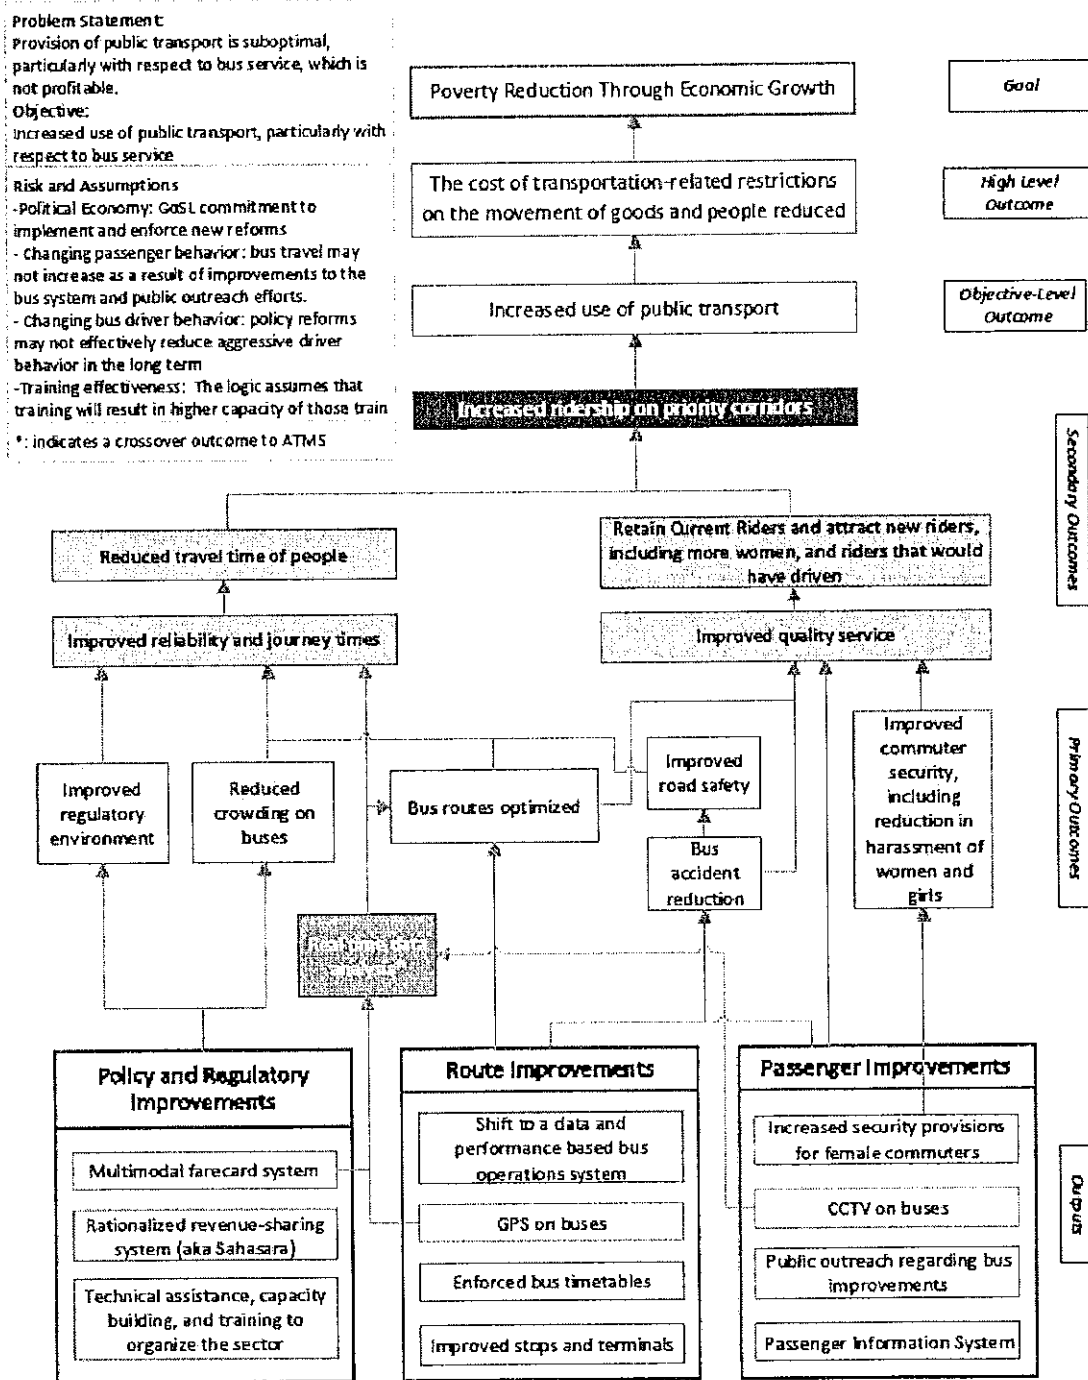 Problem Statement:
Provision of public transport is suboptimal,
particularly with respect to bus service, which is
not profitable.
Objective:
Increased use of public transport, particularly with
respect to bus service
Risk and Assumptions
-Political Economy: GoSL commitment to
implement and enforce new reforms
- Changing passenger behavior: bus travel may
not increase as a result of improvements to the
bus system and public outreach efforts.
- Changing bus driver behavior: policy reforms
may not effectively reduce aggressive driver
behavior in the long term
-Training effectiveness: The logic assumes that
training will result in higher capacity of those train
*: indicates a crossover outcome to ATMS
Poverty Reduction Through Economic Growth
Goal
The cost of transportation-related restrictions
on the movement of goods and people reduced
High Level
Outcome
Increased use of public transport
Objective-Level
Outcome
Increased ridership on priority corridors
Secondary Outcomes
Reduced travel time of people
Retain Current Riders and attract new riders,
including more women, and riders that would
have driven
Improved reliability and journey times
Improved quality service
Primary Outcomes
Improved
regulatory
environment
Reduced
crowding on
buses
Bus routes optimized
Improved
road safety
Bus
accident
reduction
Improved
commuter
security,
including
reduction in
harassment of
women and
girls
Real time data
Policy and Regulatory
Improvements
Multimodal farecard system
Rationalized revenue-sharing
system (aka Sahasara)
Technical assistance, capacity
building, and training to
organize the sector
Route Improvements
Shift to a data and
performance based bus
operations system
GPS on buses
Enforced bus timetables
Improved stops and terminals
Passenger Improvements
Increased security provisions
for female commuters
CCTV on buses
Public outreach regarding bus
improvements
Passenger Information System
Outputs